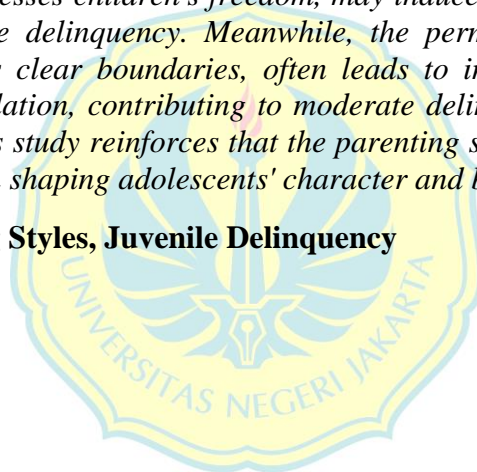 esses children's freedom, may induce
e delinquency. Meanwhile, the perm
clear boundaries, often leads to i
lation, contributing to moderate deli
s study reinforces that the parenting s
shaping adolescents' character and b
Styles, Juvenile Delinquency
UNIVERSITAS NEGERI JAKARTA